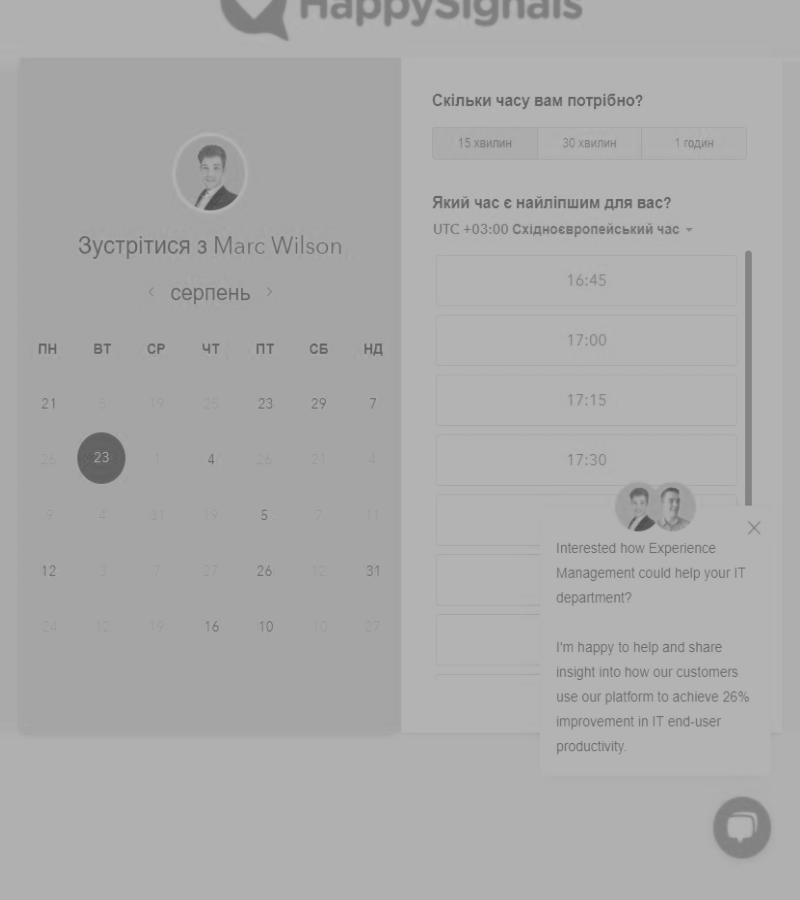 HappySignals
Зустрітися з Marc Wilson
серпень
ПН ВТ СР ЧТ ПТ СБ НД
21 5 19 25 23 29 7
26 23 1 4 26 21 4
9 4 31 19 5 7 11
12 3 7 27 26 12 31
24 12 19 16 10 10 27
Скільки часу вам потрібно?
15 хвилин 30 хвилин 1 годин
Який час є найліпшим для вас?
UTC +03:00 Східноєвропейський час
16:45
17:00
17:15
17:30
Interested how Experience
Management could help your IT
department?
I'm happy to help and share
insight into how our customers
use our platform to achieve 26%
improvement in IT end-user
productivity.